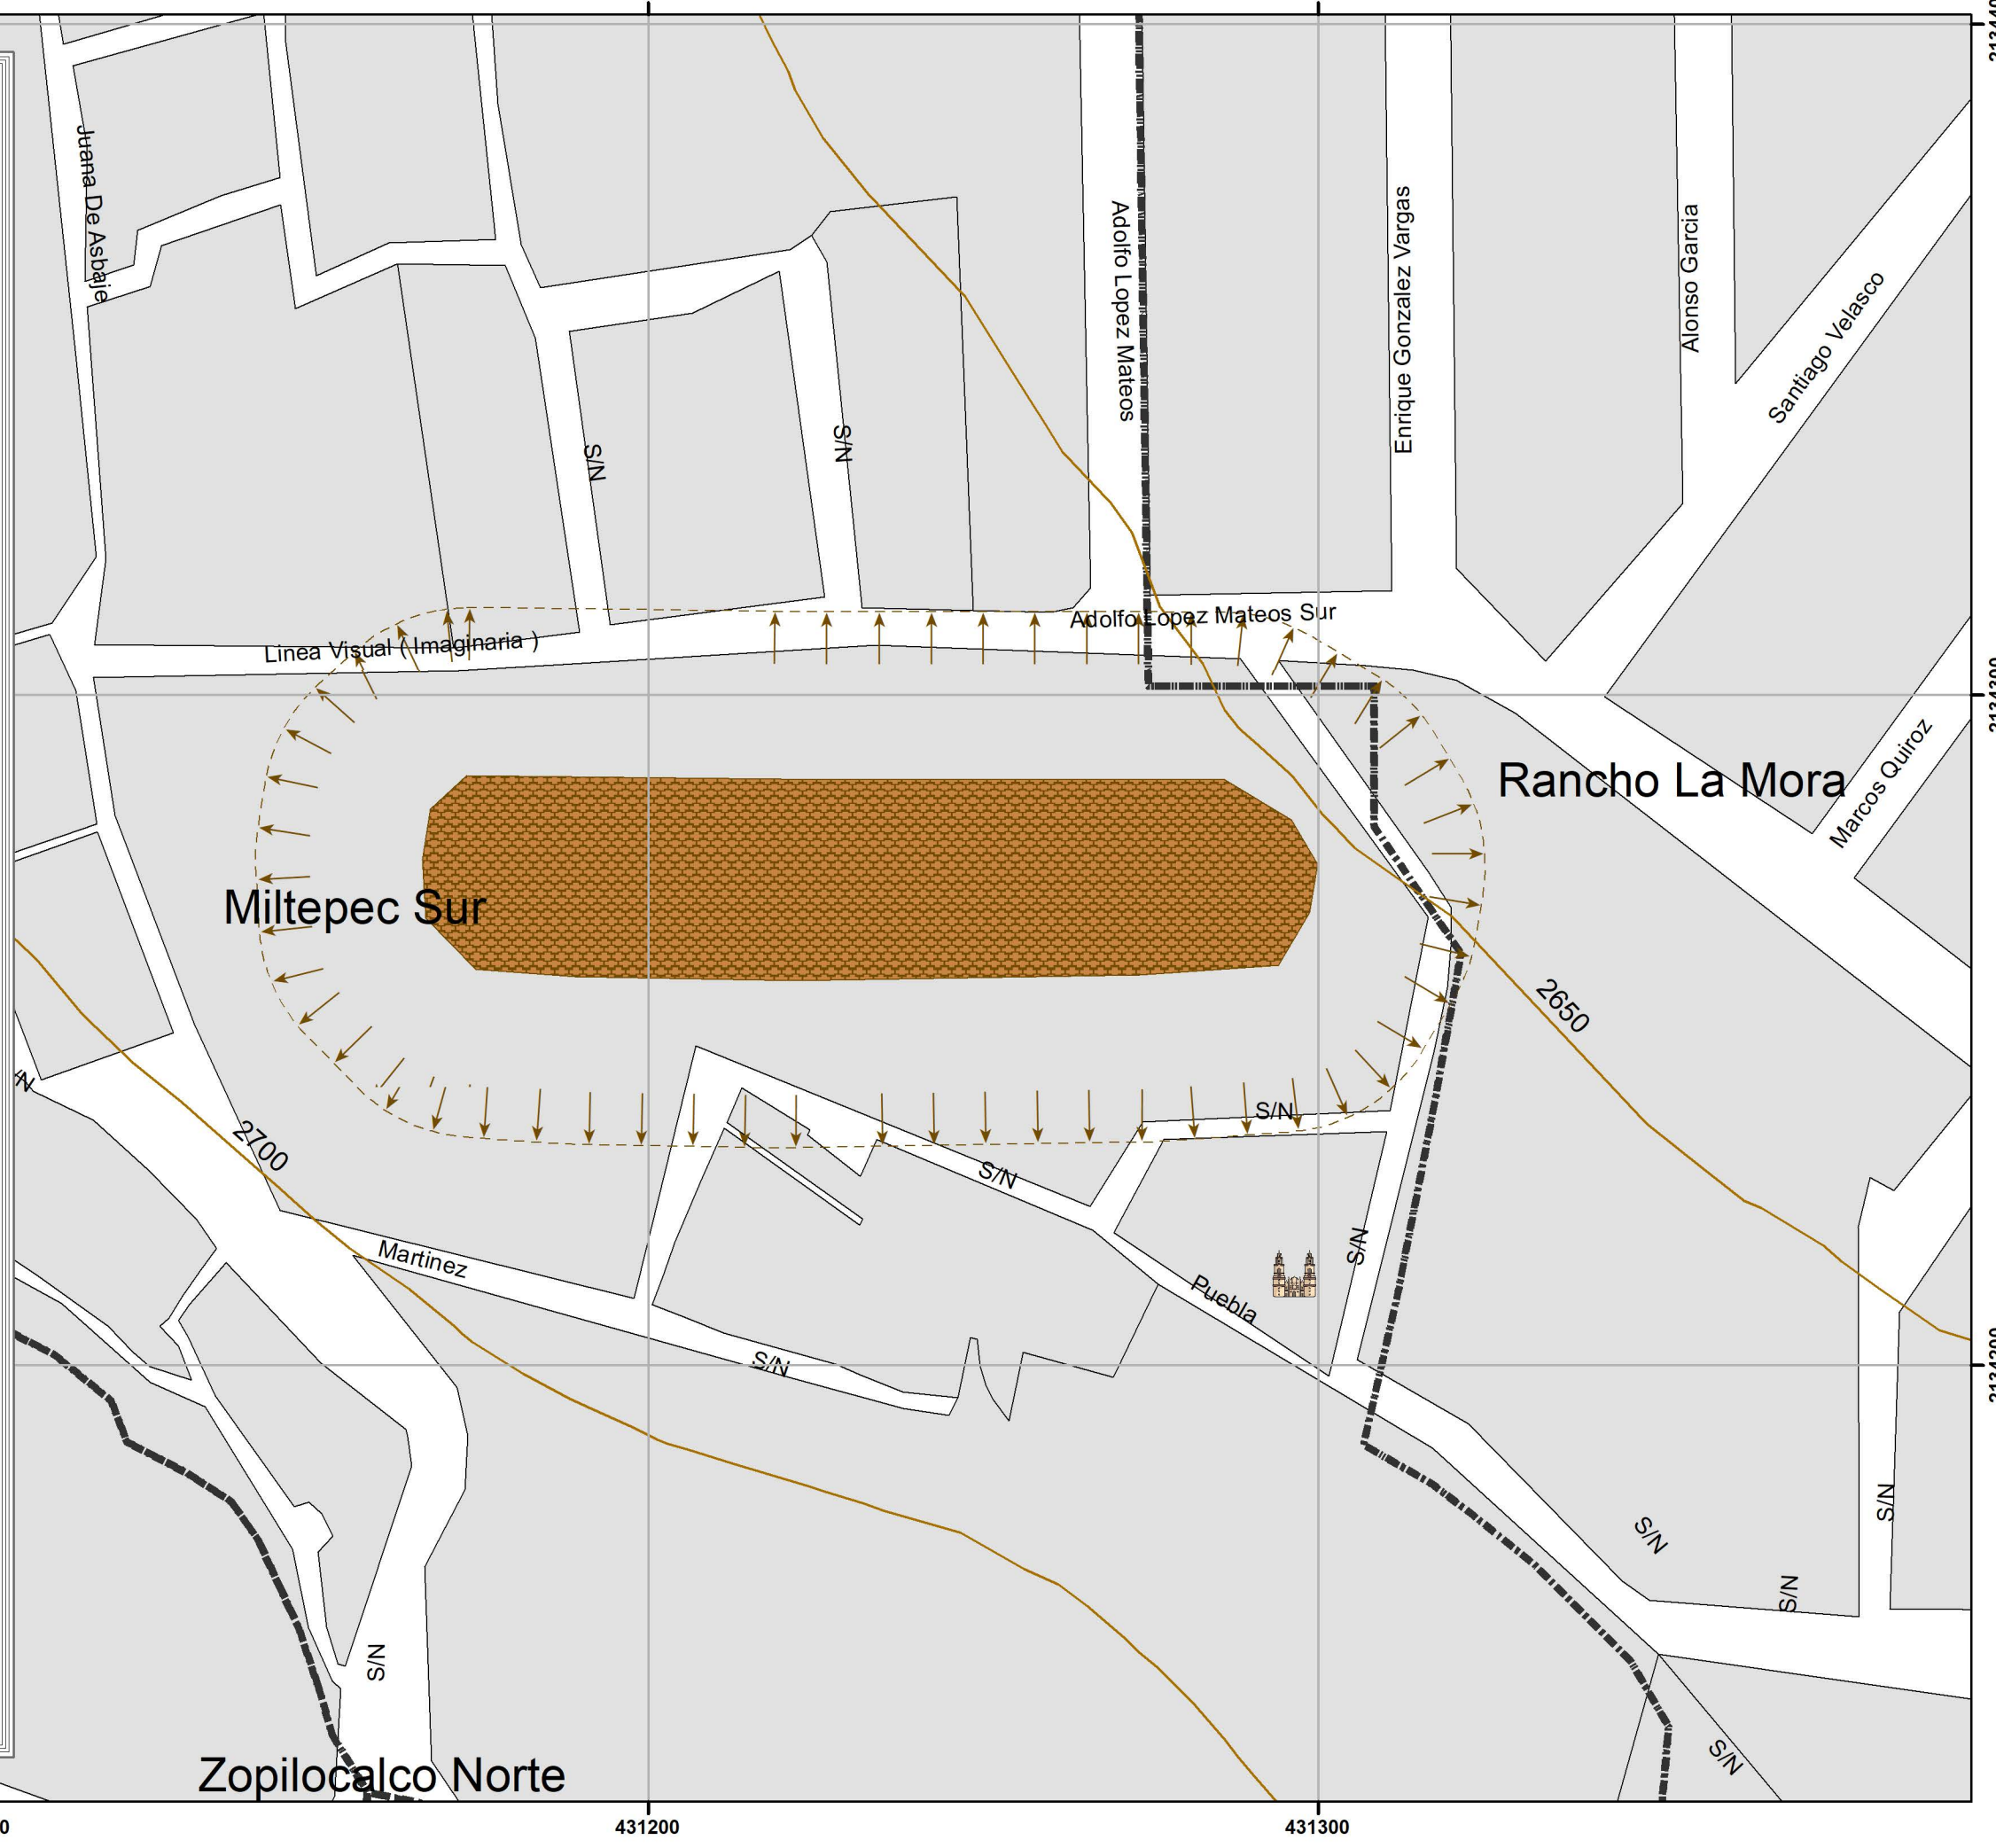 Juana De Asbaje
Adolfo Lopez Mateos
Enrique Gonzalez Vargas
Alonso Garcia
Santiago Velasco
S/N
S/N
Adolfo Lopez Mateos Sur
Linea Visual ( Imaginaria )
Rancho La Mora
Marcos Quiroz
Miltepec Sur
2650
S/N
2700
S/N
Martinez
S/N
Puebla
S/N
S/N
S/N
S/N
S/N
S/N
Zopilocalco Norte
431200
431300